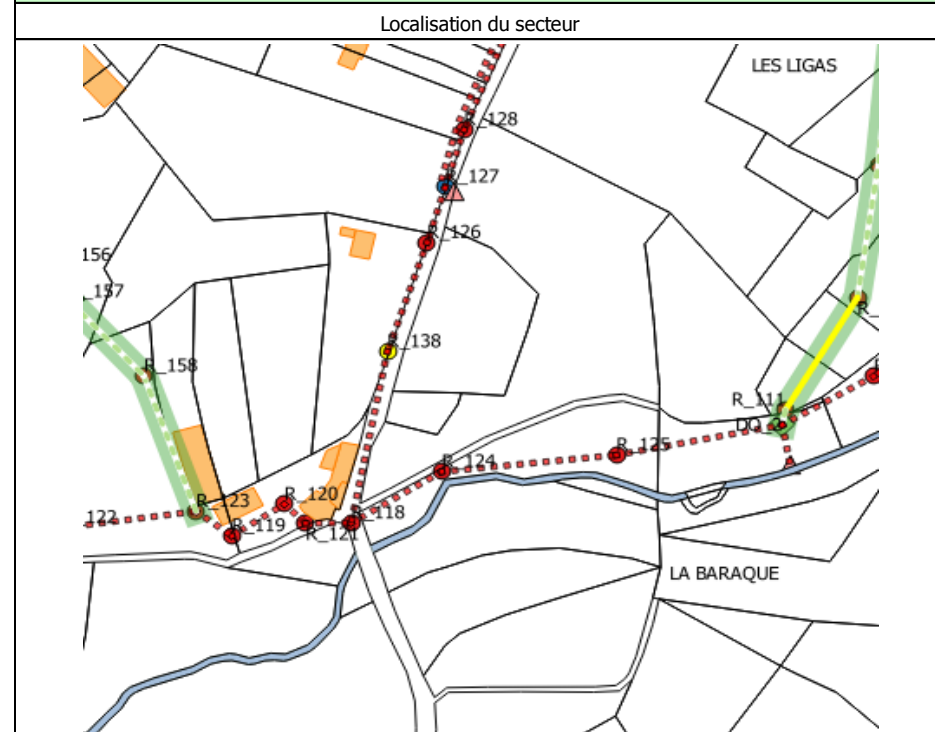 Localisation du secteur
LES LIGAS
R_128
R_127
R_126
156
_157
R_138
R_158
R_111
DO_2
R_125
R_124
R_123
R_120
R_118
122
R_119
R_121
LA BARAQUE